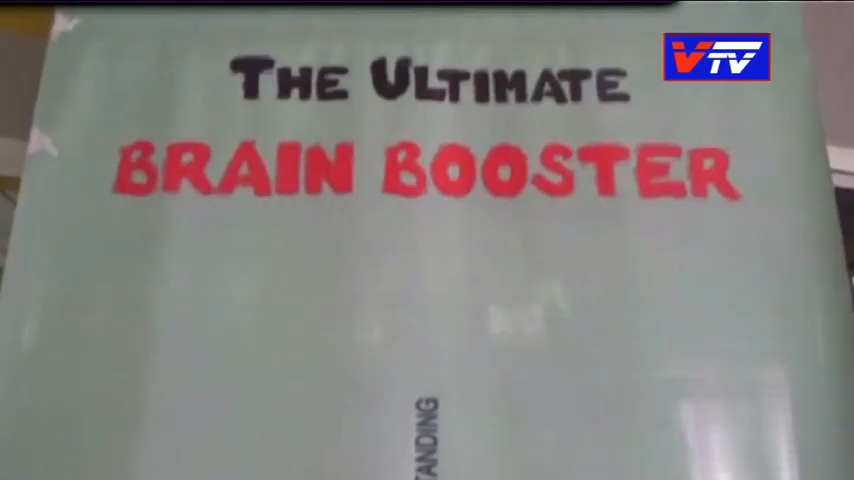 VTV
THE ULTIMATE
BRAIN BOOSTER
TANDING